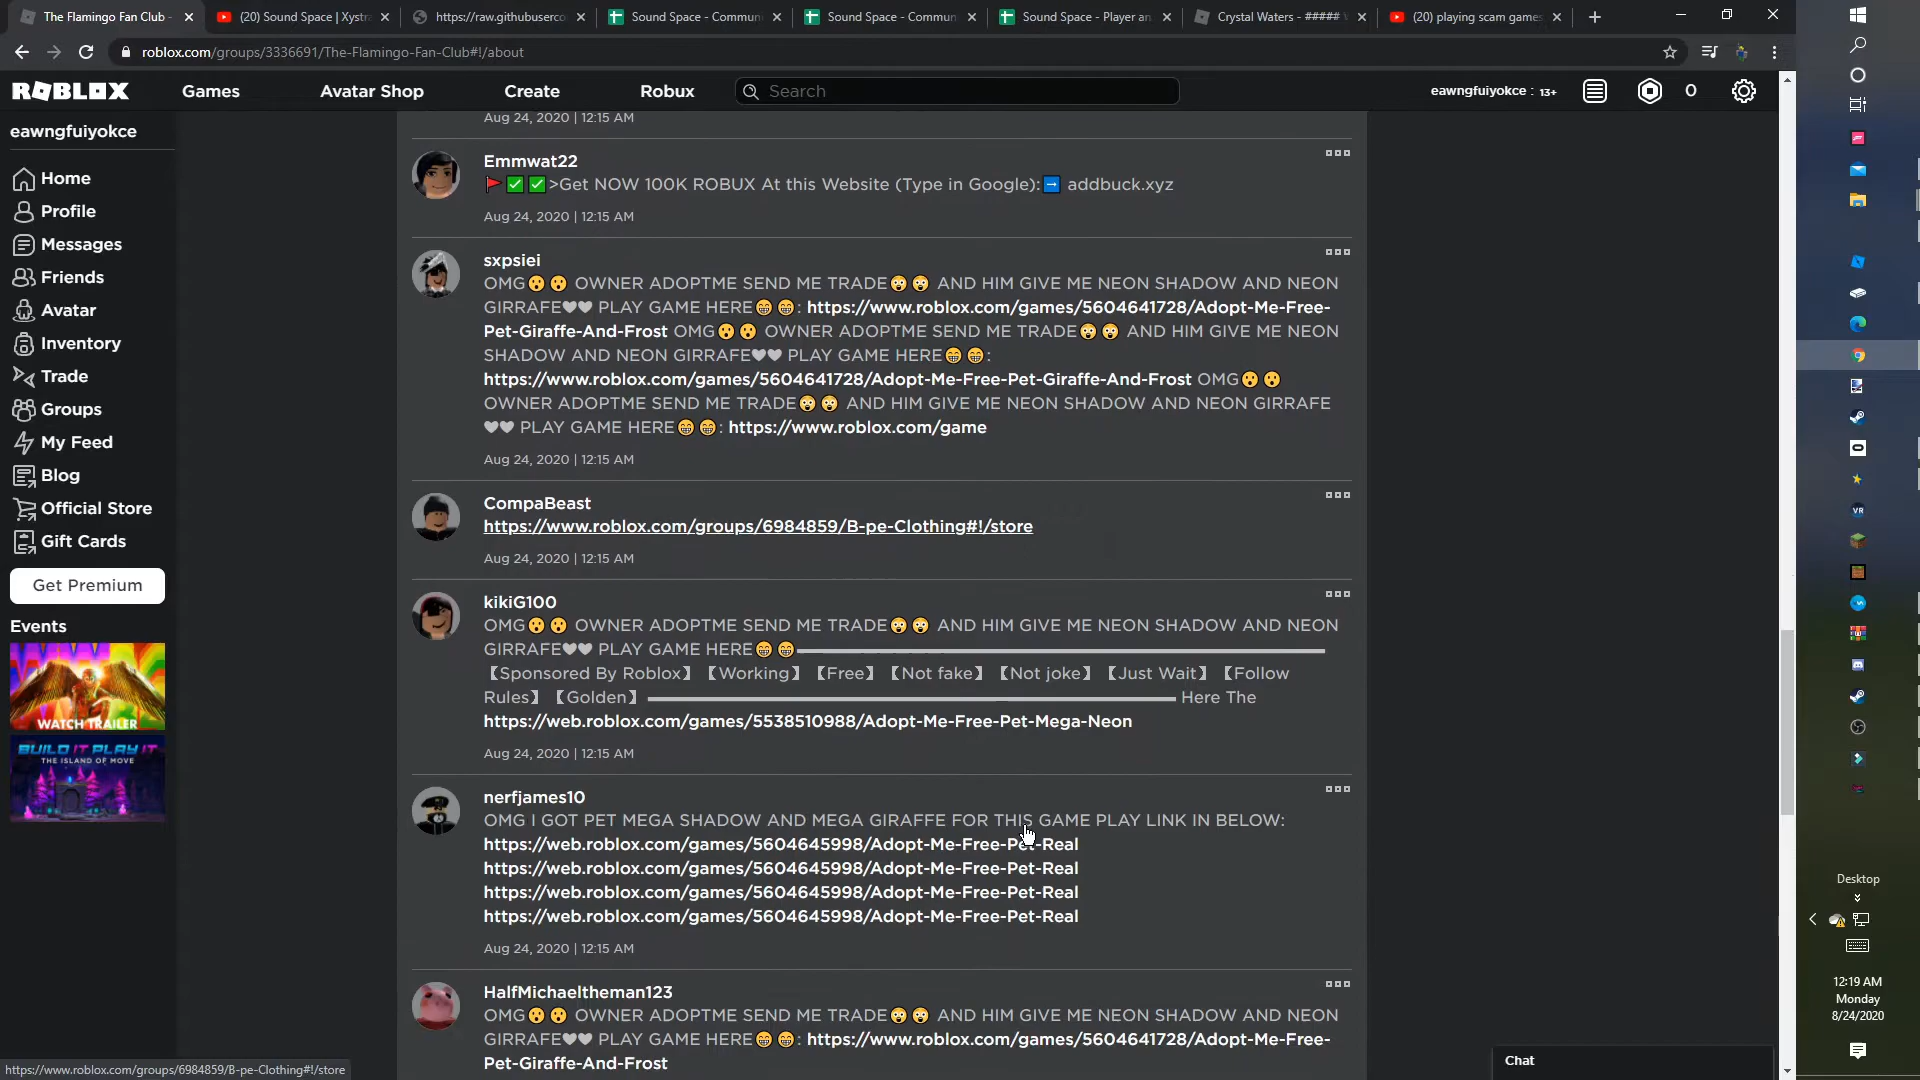 The Flamingo Fan Club -
(20) Sound Space | Xystra
https://raw.githubuserco
Sound Space - Commun
Sound Space - Commun
Sound Space - Player an
Crystal Waters - #####
(20) playing scam games
roblox.com/groups/3336691/The-Flamingo-Fan-Club#!/about
ROBLOX
Games
Avatar Shop
Create
Robux
Search
eawngfuiyokce : 13+
0
eawngfuiyokce
Home
Profile
Messages
Friends
Avatar
Inventory
Trade
Groups
My Feed
Blog
Official Store
Gift Cards
Get Premium
Events
WATCH TRAILER
BUILD IT PLAY IT
THE ISLAND OF MOVE
Aug 24, 2020 | 12:15 AM
Emmwat22
🚩✅✅>Get NOW 100K ROBUX At this Website (Type in Google):➡ addbuck.xyz
Aug 24, 2020 | 12:15 AM
sxpsiei
OMG😮😮 OWNER ADOPTME SEND ME TRADE😳😳 AND HIM GIVE ME NEON SHADOW AND NEON
GIRRAFE♥♥ PLAY GAME HERE😁😁: https://www.roblox.com/games/5604641728/Adopt-Me-Free-
Pet-Giraffe-And-Frost OMG😮😮 OWNER ADOPTME SEND ME TRADE😳😳 AND HIM GIVE ME NEON
SHADOW AND NEON GIRRAFE♥♥ PLAY GAME HERE😁😁:
https://www.roblox.com/games/5604641728/Adopt-Me-Free-Pet-Giraffe-And-Frost OMG😮😮
OWNER ADOPTME SEND ME TRADE😳😳 AND HIM GIVE ME NEON SHADOW AND NEON GIRRAFE
♥♥ PLAY GAME HERE😁😁: https://www.roblox.com/game
Aug 24, 2020 | 12:15 AM
CompaBeast
https://www.roblox.com/groups/6984859/B-pe-Clothing#!/store
Aug 24, 2020 | 12:15 AM
kikiG100
OMG😮😮 OWNER ADOPTME SEND ME TRADE😳😳 AND HIM GIVE ME NEON SHADOW AND NEON
GIRRAFE♥♥ PLAY GAME HERE😁😁▬▬▬▬▬▬▬▬▬▬▬▬▬▬▬▬▬▬▬▬▬▬
【Sponsored By Roblox】【Working】【Free】【Not fake】【Not joke】【Just Wait】【Follow
Rules】【Golden】▬▬▬▬▬▬▬▬▬▬▬▬▬▬▬▬▬▬▬▬▬▬ Here The
https://web.roblox.com/games/5538510988/Adopt-Me-Free-Pet-Mega-Neon
Aug 24, 2020 | 12:15 AM
nerfjames10
OMG I GOT PET MEGA SHADOW AND MEGA GIRAFFE FOR THIS GAME PLAY LINK IN BELOW:
https://web.roblox.com/games/5604645998/Adopt-Me-Free-Pet-Real
https://web.roblox.com/games/5604645998/Adopt-Me-Free-Pet-Real
https://web.roblox.com/games/5604645998/Adopt-Me-Free-Pet-Real
https://web.roblox.com/games/5604645998/Adopt-Me-Free-Pet-Real
Aug 24, 2020 | 12:15 AM
HalfMichaeltheman123
OMG😮😮 OWNER ADOPTME SEND ME TRADE😳😳 AND HIM GIVE ME NEON SHADOW AND NEON
GIRRAFE♥♥ PLAY GAME HERE😁😁: https://www.roblox.com/games/5604641728/Adopt-Me-Free-
Pet-Giraffe-And-Frost
Chat
https://www.roblox.com/groups/6984859/B-pe-Clothing#!/store
VR
Desktop
12:19 AM
Monday
8/24/2020